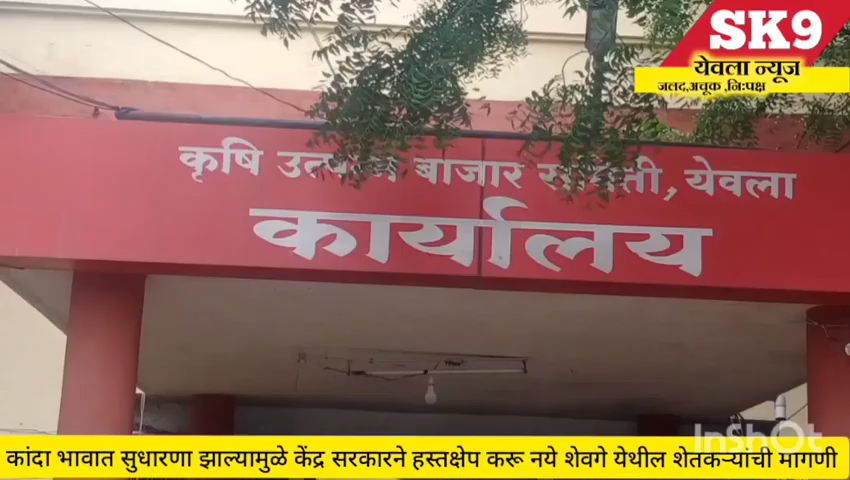 SK9
येवला न्यूज
जलद,अचूक ,निःपक्ष
कृषि बाजार येवला
कार्यालय
कांदा भावात सुधारणा झाल्यामुळे केंद्र सरकारने हस्तक्षेप करू नये शेवगे येथील शेतकऱ्यांची मागणी
InShOt